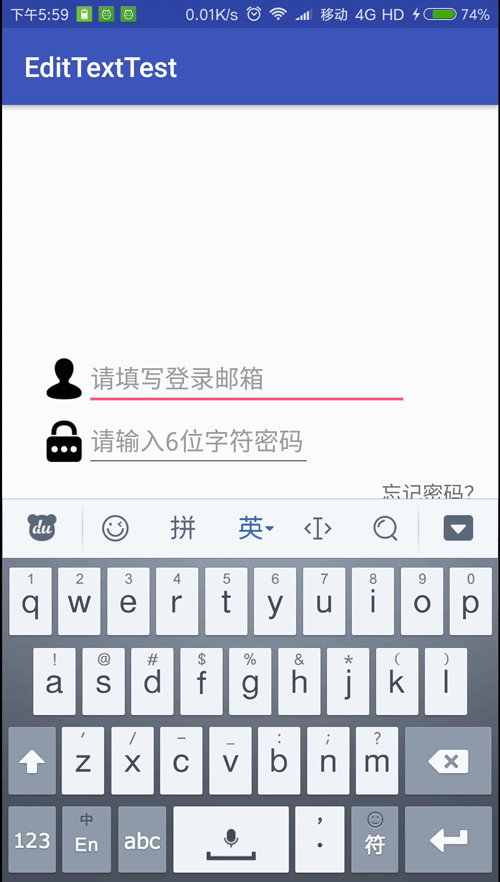 下午5:59 0.01K/s 移动 4G HD 74%
EditTextTest
请填写登录邮箱
请输入6位字符密码
忘记密码?
du 拼 英
1 2 3 4 5 6 7 8 9 0
q w e r t y u i o p
! @ # $ % & * ( )
a s d f g h j k l
' / - _ : ; ?
z x c v b n m
中 ,
123 En abc . 符